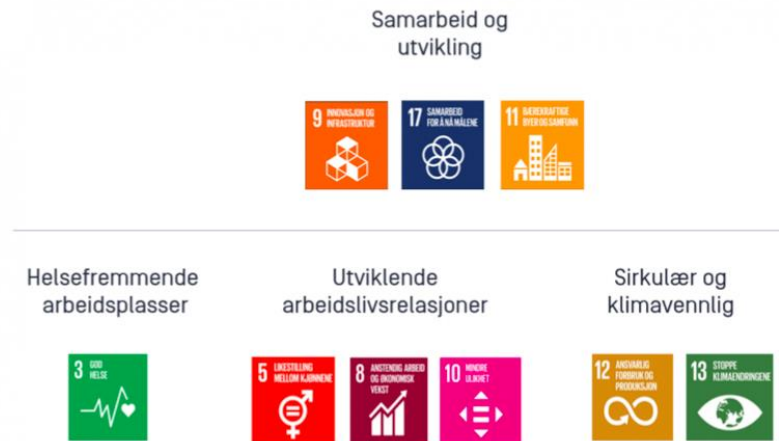 Samarbeid og
utvikling
9 INNOVASJON OG
INFRASTRUKTUR
17 SAMARBEID
FOR Å NÅ MÅLENE
11 BÆREKRAFTIGE
BYER OG SAMFUNN
Helsefremmende
arbeidsplasser
Utviklende
arbeidslivsrelasjoner
Sirkulær og
klimavennlig
3 GOD
HELSE
5 LIKESTILLING
MELLOM KJØNNENE
8 ANSTENDIG ARBEID
OG ØKONOMISK
VEKST
10 MINDRE
ULIKHET
12 ANSVARLIG
FORBRUK OG
PRODUKSJON
13 STOPPE
KLIMAENDRINGENE